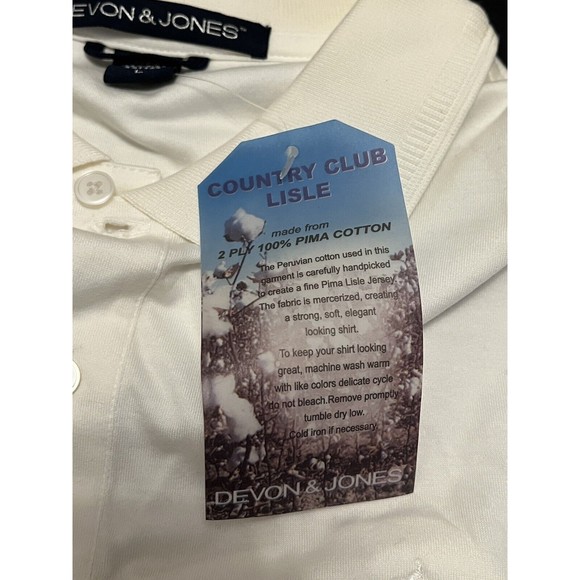 DEVON & JONES™
L
COUNTRY CLUB
LISLE
made from
2 PLY 100% PIMA COTTON
The Peruvian cotton used in this
garment is carefully handpicked
to create a fine Pima Lisle Jersey
The fabric is mercerized, creating
a strong, soft, elegant
looking shirt.
To keep your shirt looking
great, machine wash warm
with like colors delicate cycle
do not bleach.Remove promptly
tumble dry low.
Cold iron if necessary.
DEVON & JONES